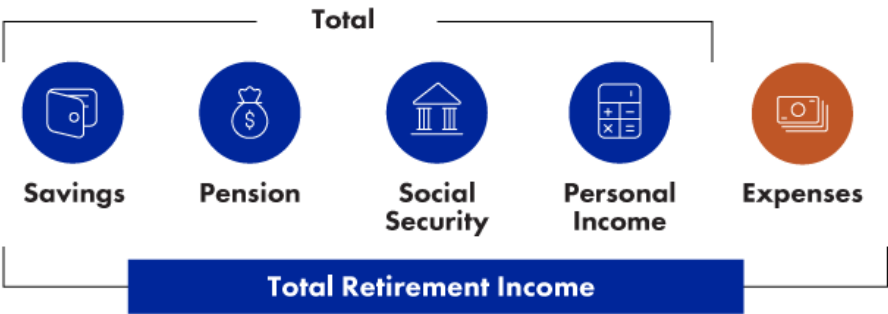 Total
Savings
Pension
Social
Security
Personal
Income
Expenses
Total Retirement Income